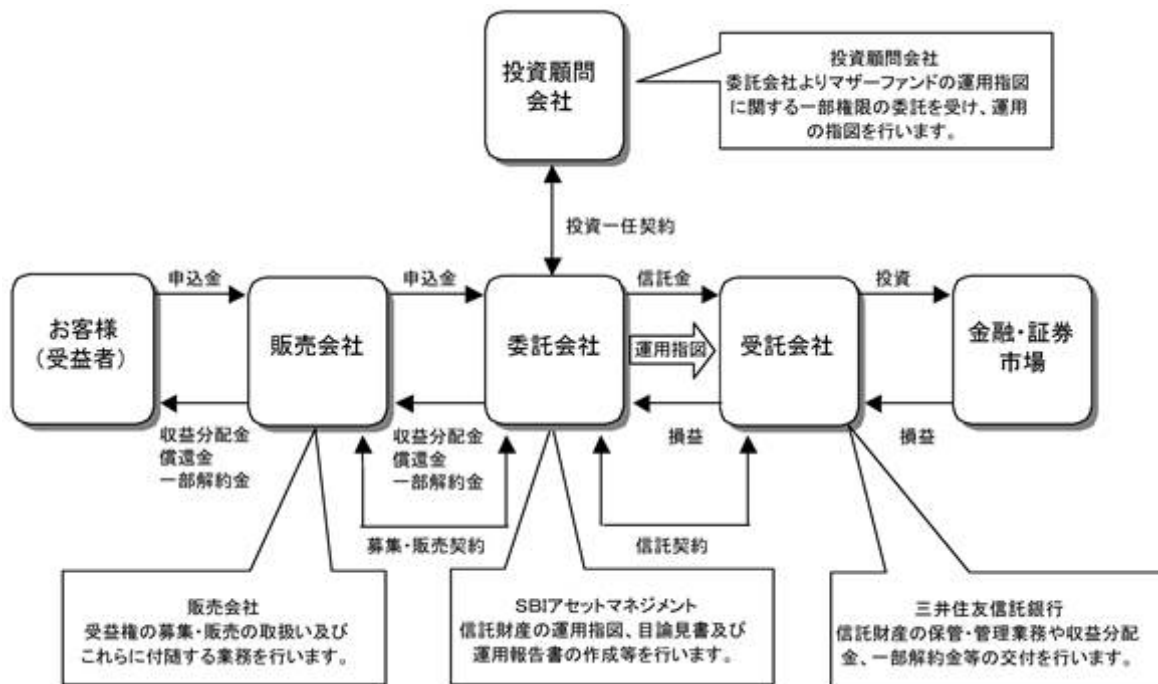 投資顧問
会社
投資顧問会社
委託会社よりマザーファンドの運用指図
に関する一部権限の委託を受け、運用
の指図を行います。
投資一任契約
お客様
（受益者）
申込金
収益分配金
償還金
一部解約金
販売会社
申込金
収益分配金
償還金
一部解約金
委託会社
信託金
運用指図
損益
受託会社
投資
損益
金融・証券
市場
募集・販売契約
信託契約
販売会社
受益権の募集・販売の取扱い及び
これらに付随する業務を行います。
SBIアセットマネジメント
信託財産の運用指図、目論見書及び
運用報告書の作成等を行います。
三井住友信託銀行
信託財産の保管・管理業務や収益分配
金、一部解約金等の交付を行います。